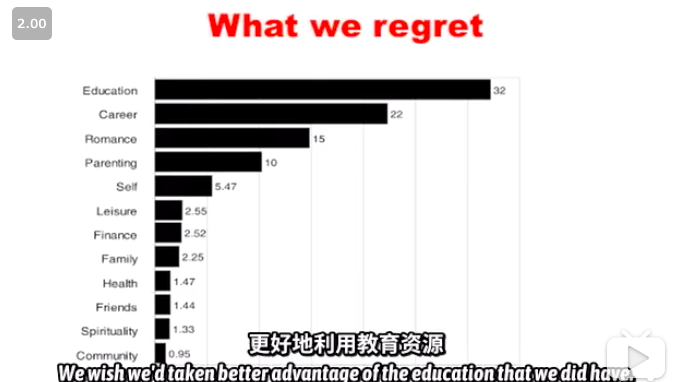 2.00
What we regret
Education 32
Career 22
Romance 15
Parenting 10
Self 5.47
Leisure 2.55
Finance 2.52
Family 2.25
Health 1.47
Friends 1.44
Spirituality 1.33
Community 0.95
更好地利用教育资源
We wish we'd taken better advantage of the education that we did have.